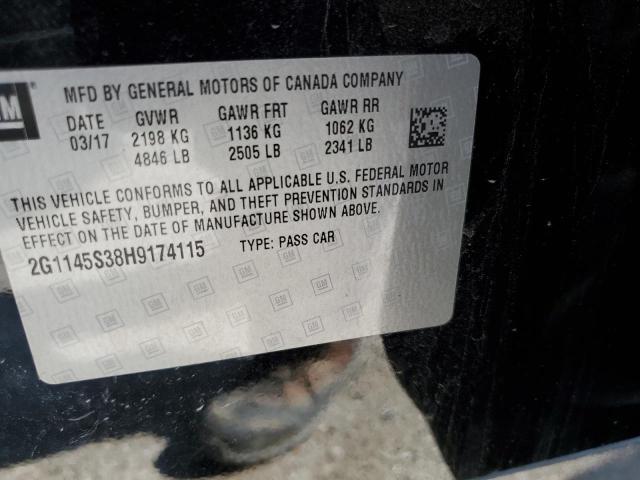 GM
MFD BY GENERAL MOTORS OF CANADA COMPANY
DATE GVWR GAWR FRT GAWR RR
03/17 2198 KG 1136 KG 1062 KG
4846 LB 2505 LB 2341 LB
THIS VEHICLE CONFORMS TO ALL APPLICABLE U.S. FEDERAL MOTOR
VEHICLE SAFETY, BUMPER, AND THEFT PREVENTION STANDARDS IN
EFFECT ON THE DATE OF MANUFACTURE SHOWN ABOVE.
2G1145S38H9174115 TYPE: PASS CAR